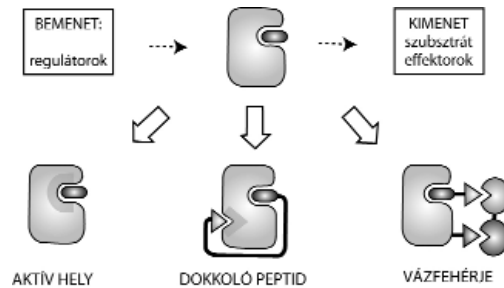 BEMENET:
regulátorok
KIMENET
szubsztrát
effektorok
AKTÍV HELY
DOKKOLÓ PEPTID
VÁZFEHÉRJE